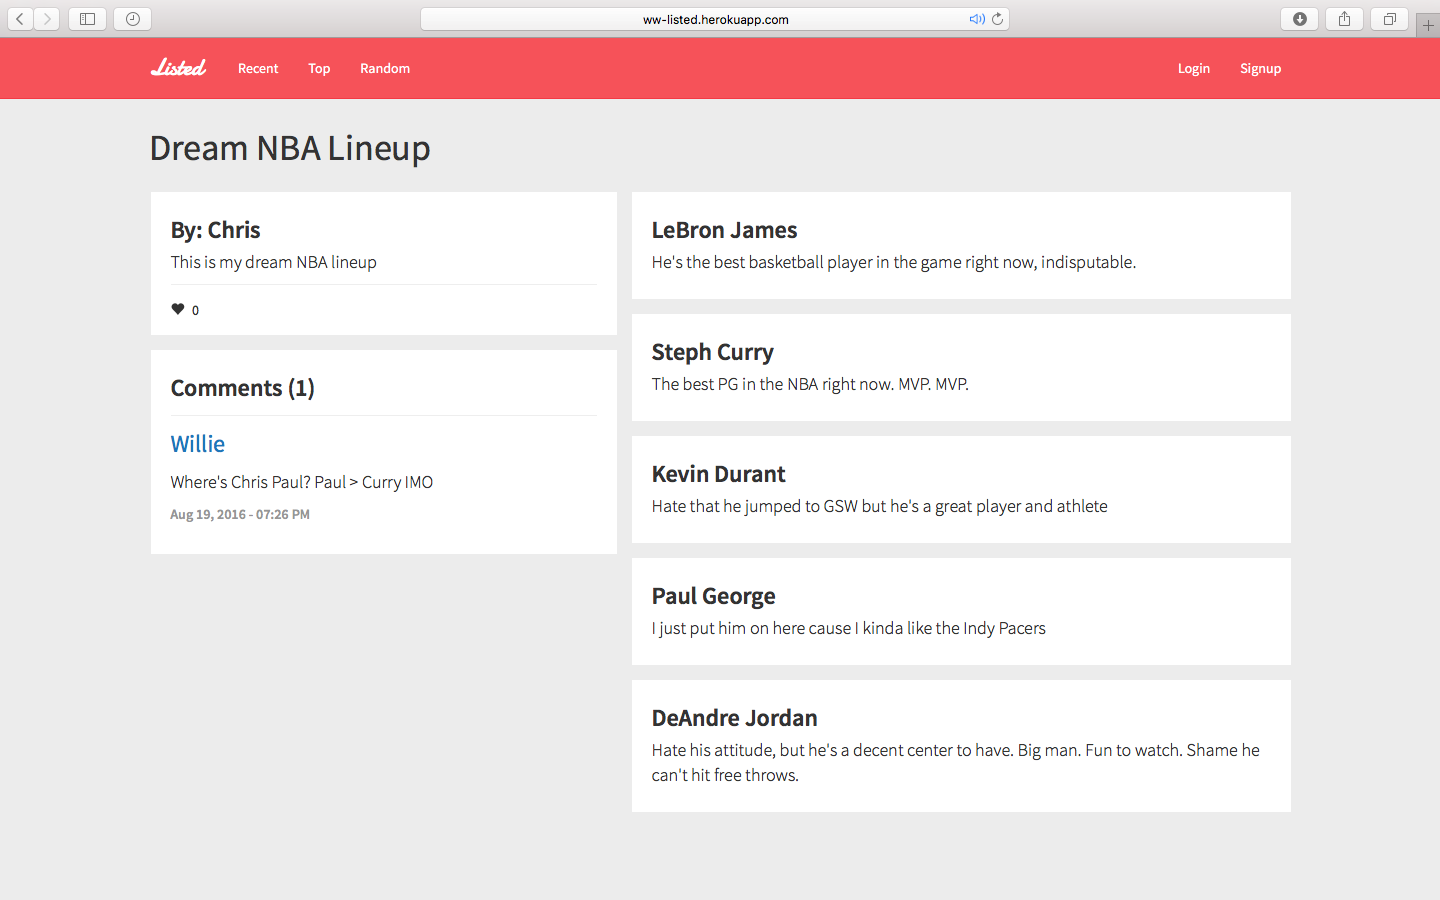 ww-listed.herokuapp.com
Listed Recent Top Random Login Signup
Dream NBA Lineup
By: Chris
This is my dream NBA lineup
0
Comments (1)
Willie
Where's Chris Paul? Paul > Curry IMO
Aug 19, 2016 - 07:26 PM
LeBron James
He's the best basketball player in the game right now, indisputable.
Steph Curry
The best PG in the NBA right now. MVP. MVP.
Kevin Durant
Hate that he jumped to GSW but he's a great player and athlete
Paul George
I just put him on here cause I kinda like the Indy Pacers
DeAndre Jordan
Hate his attitude, but he's a decent center to have. Big man. Fun to watch. Shame he
can't hit free throws.